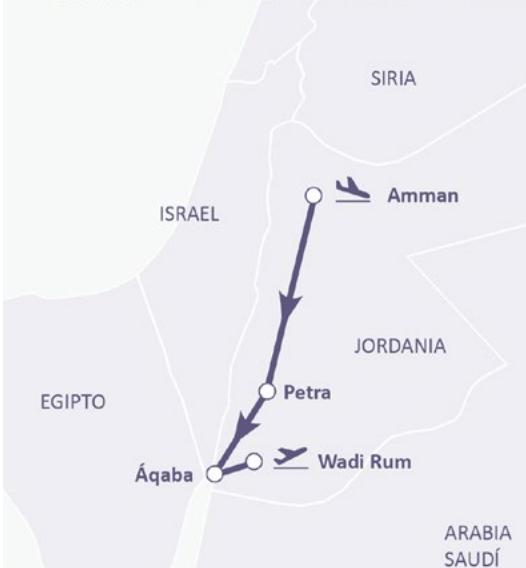 SIRIA
Amman
ISRAEL
JORDANIA
Petra
EGIPTO
Wadi Rum
Áqaba
ARABIA
SAUDÍ